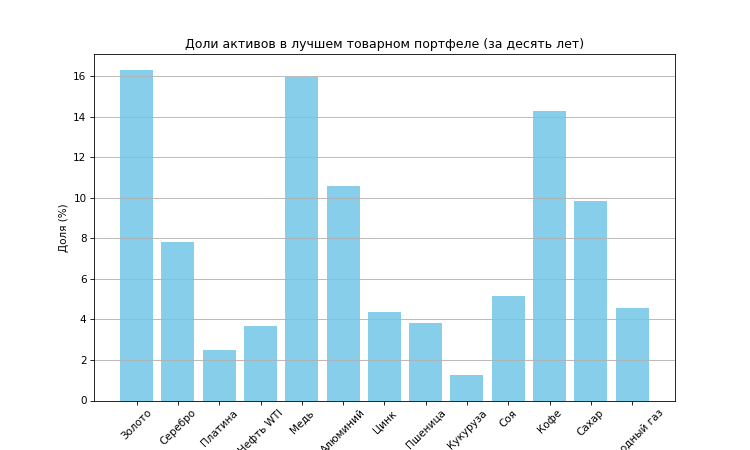 Доли активов в лучшем товарном портфеле (за десять лет)
Доля (%)
16
14
12
10
8
6
4
2
0
Золото
Серебро
Платина
Нефть WTI
Медь
Алюминий
Цинк
Пшеница
Кукуруза
Соя
Кофе
Сахар
газ